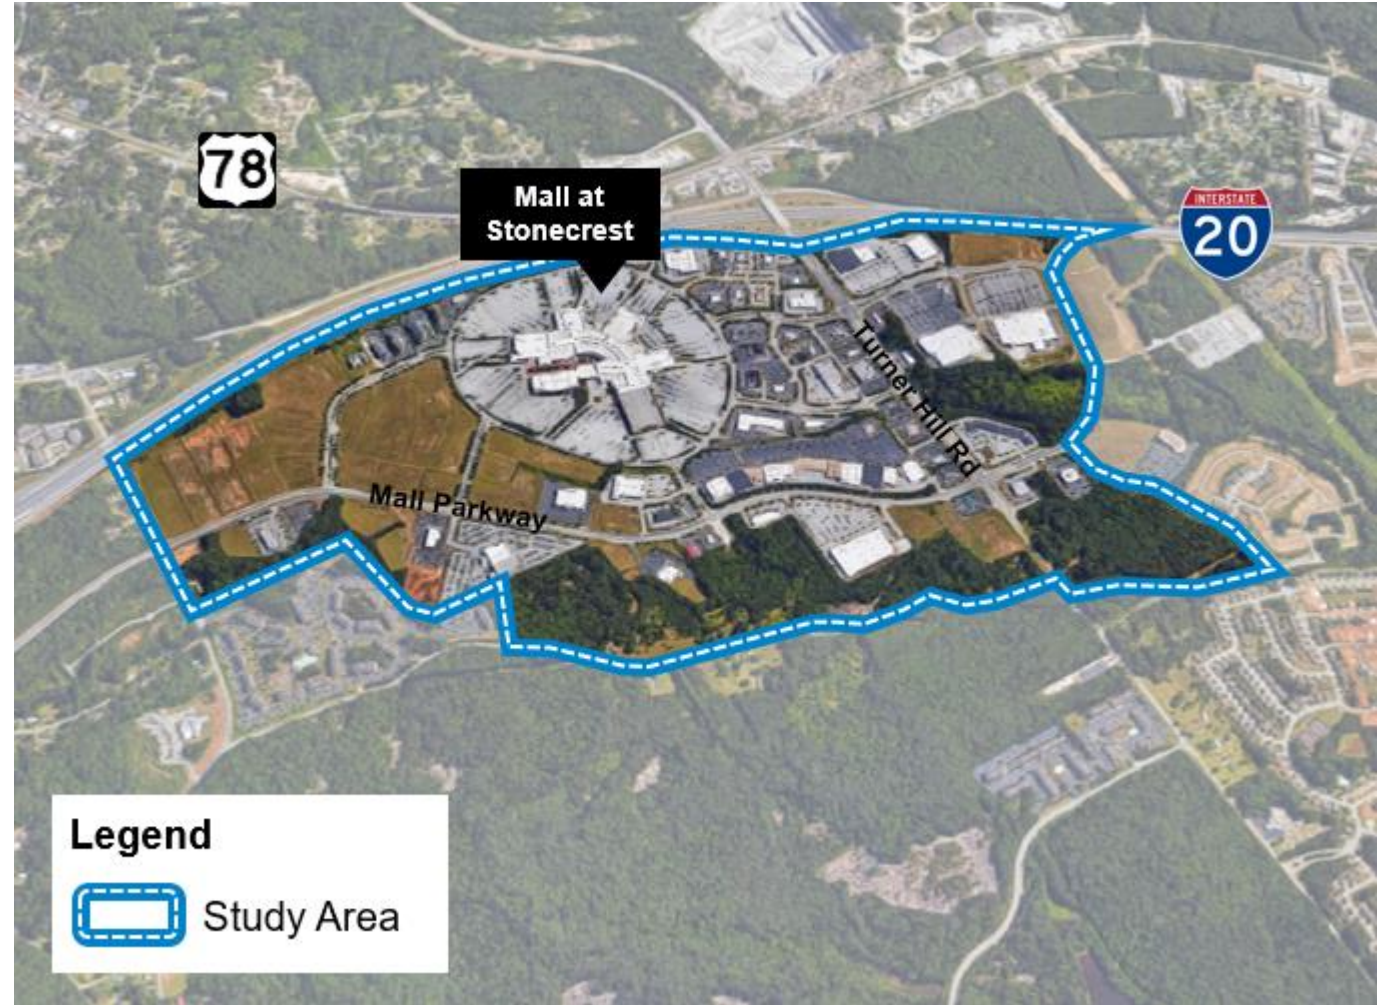 78
Mall at
Stonecrest
INTERSTATE
20
Turner Hill Rd
Mall Parkway
Legend
Study Area